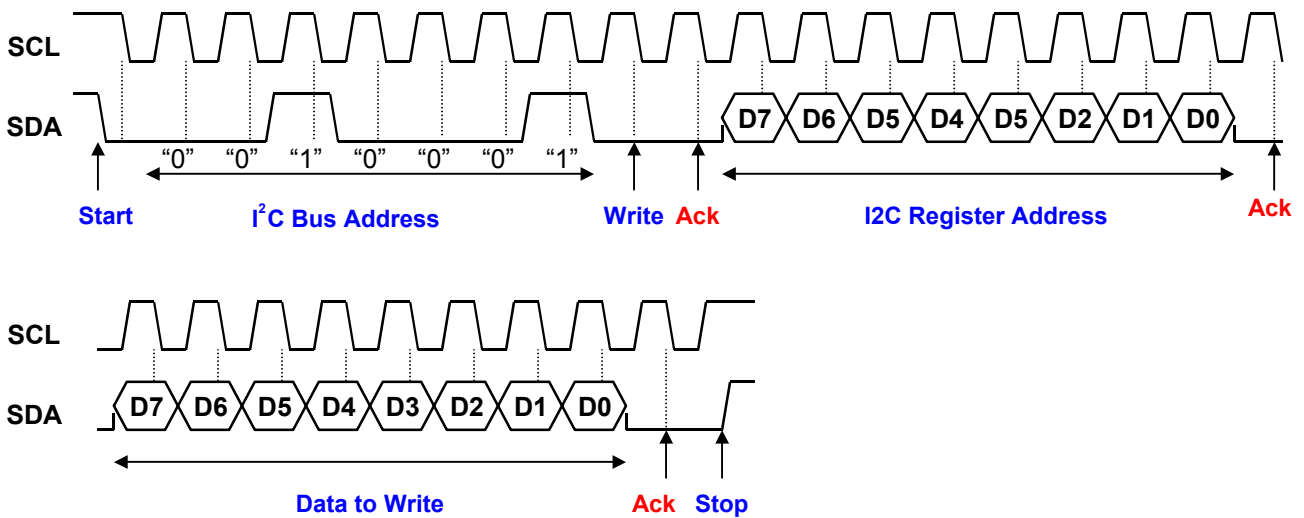 SCL
SDA
D7 D6 D5 D4 D5 D2 D1 D0
“0” “0” “1” “0” “0” “0” “1”
Start I²C Bus Address Write Ack I2C Register Address Ack
SCL
SDA
D7 D6 D5 D4 D3 D2 D1 D0
Data to Write Ack Stop